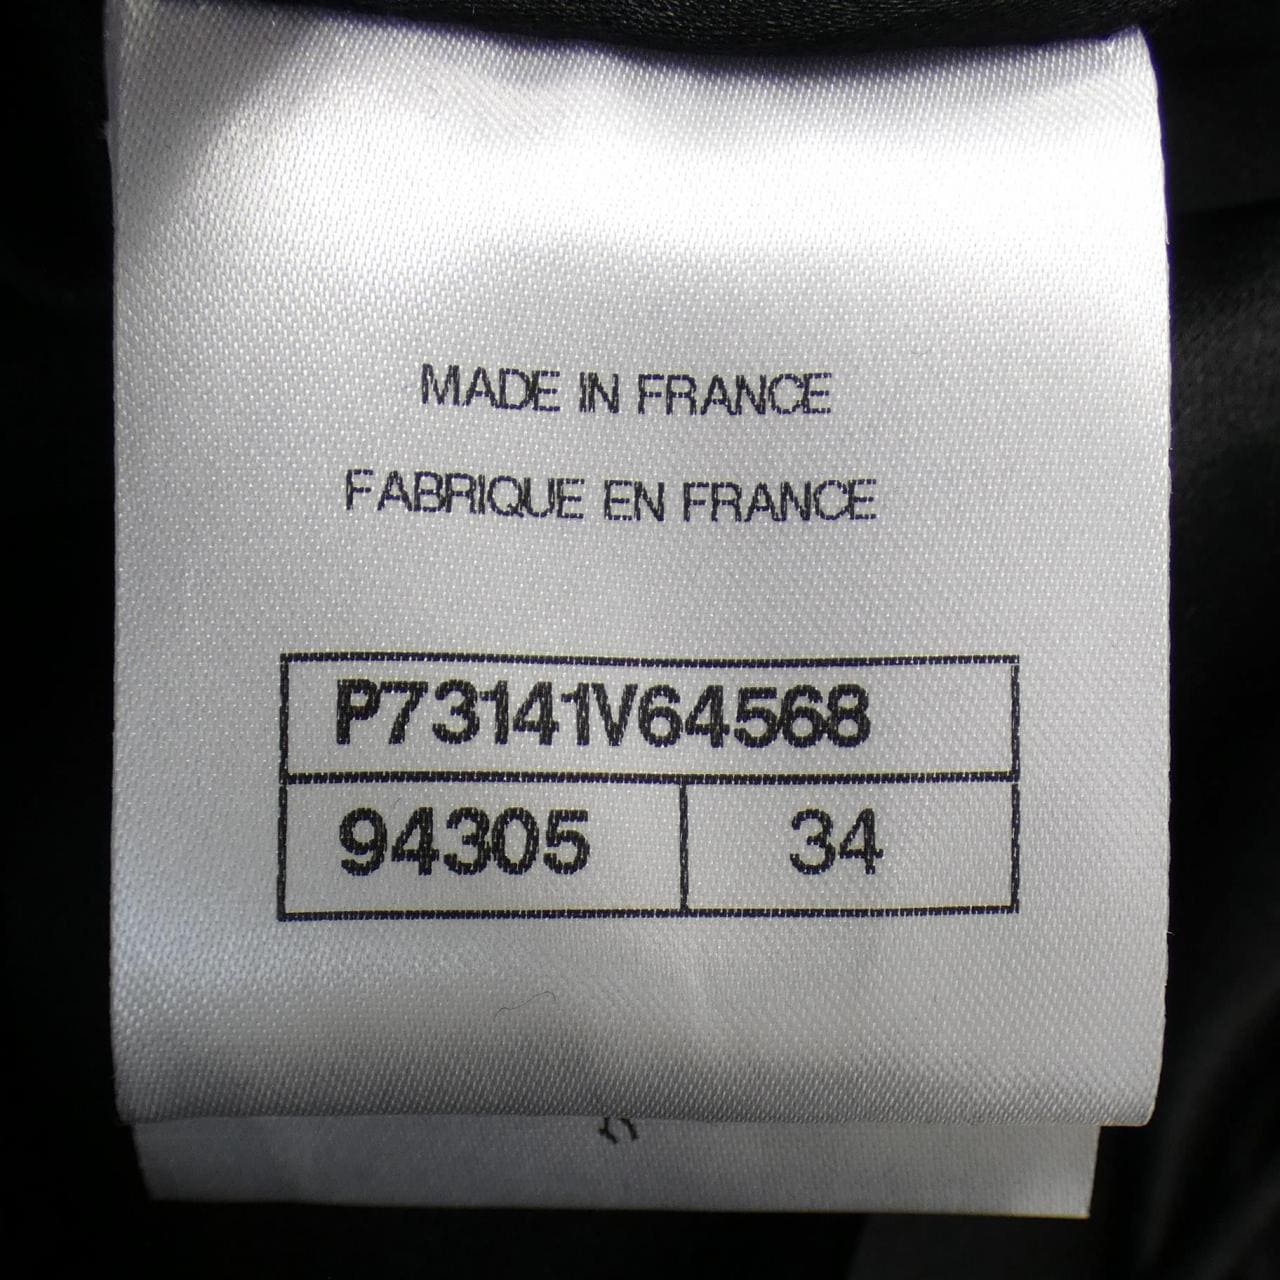 MADE IN FRANCE
FABRIQUE EN FRANCE
P73141V64568
94305 34